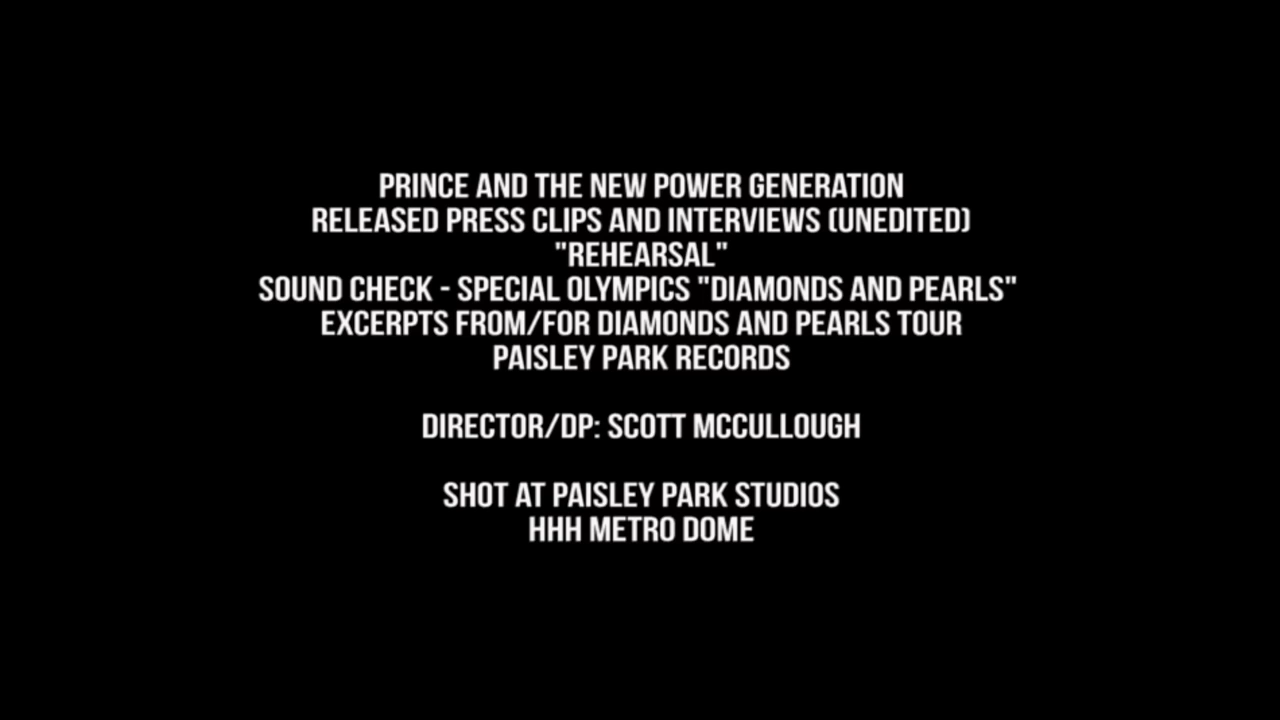 PRINCE AND THE NEW POWER GENERATION
RELEASED PRESS CLIPS AND INTERVIEWS (UNEDITED)
"REHEARSAL"
SOUND CHECK - SPECIAL OLYMPICS "DIAMONDS AND PEARLS"
EXCERPTS FROM/FOR DIAMONDS AND PEARLS TOUR
PAISLEY PARK RECORDS
DIRECTOR/DP: SCOTT MCCULLOUGH
SHOT AT PAISLEY PARK STUDIOS
HHH METRO DOME